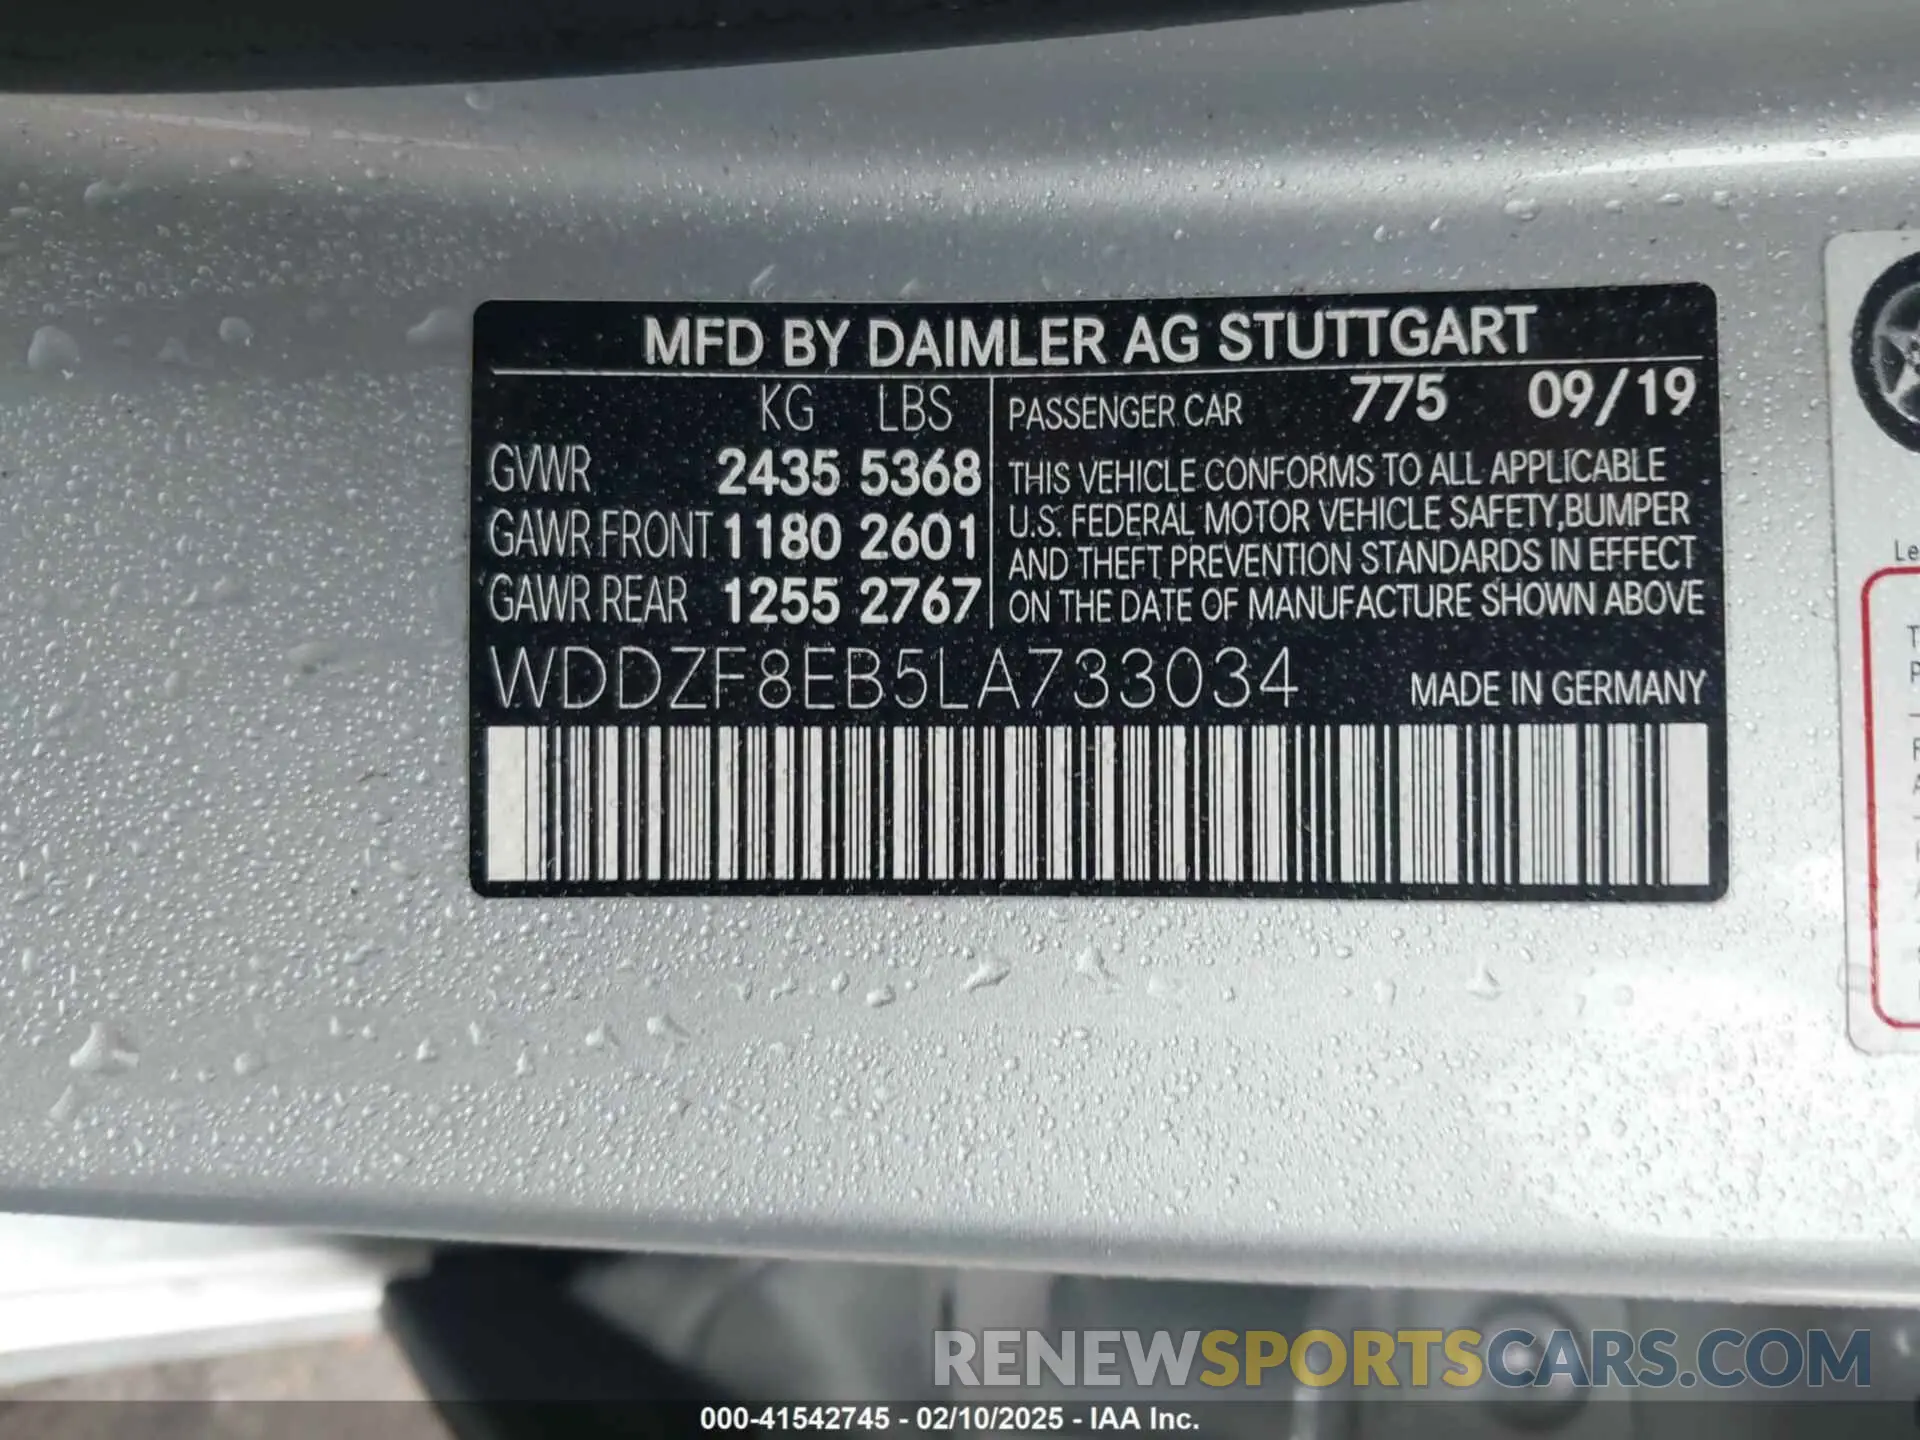 MFD BY DAIMLER AG STUTTGART
KG LBS
GVWR 2435 5368
GAWR FRONT 1180 2601
GAWR REAR 1255 2767
PASSENGER CAR 775 09/19
THIS VEHICLE CONFORMS TO ALL APPLICABLE
U.S. FEDERAL MOTOR VEHICLE SAFETY,BUMPER
AND THEFT PREVENTION STANDARDS IN EFFECT
ON THE DATE OF MANUFACTURE SHOWN ABOVE
WDDZF8EB5LA733034 MADE IN GERMANY
RENEWSPORTSCARS.COM
000-41542745 - 02/10/2025 - IAA Inc.